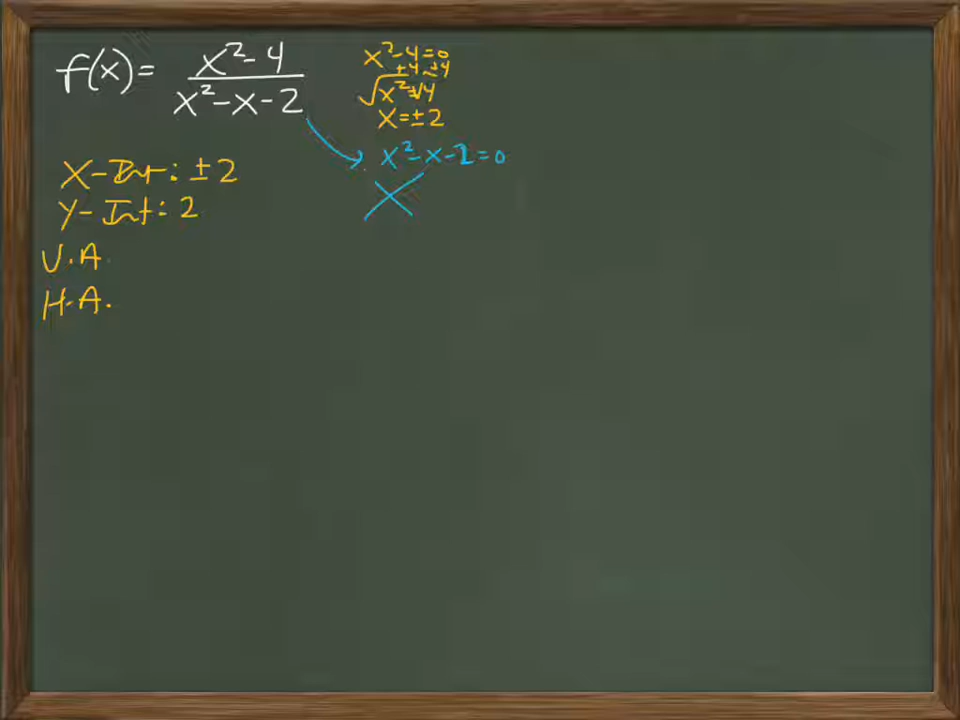 f(x) = x²-4 / x²-x-2
x²-4=0
+4 +4
√x²=√4
x=±2
x²-x-2=0
X-Int: ±2
Y-Int: 2
V.A.
H.A.